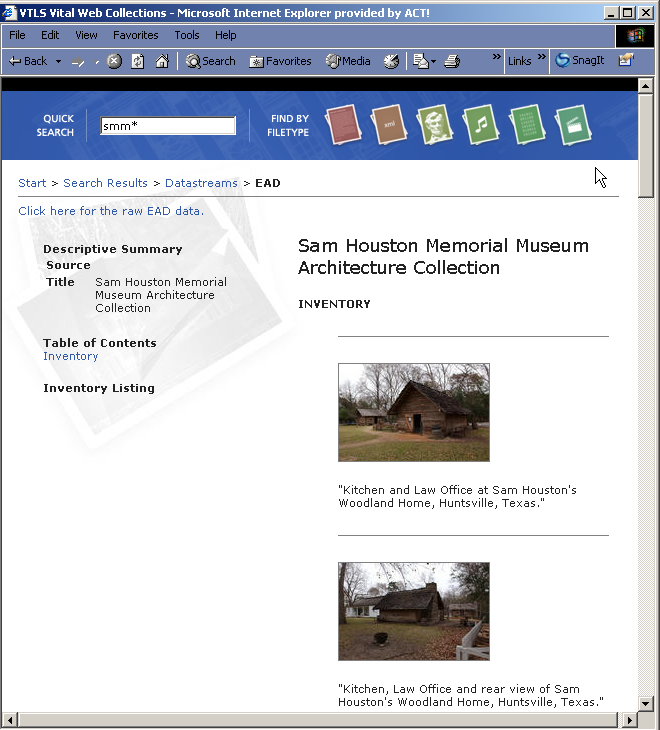 VTLS Vital Web Collections - Microsoft Internet Explorer provided by ACT!
File Edit View Favorites Tools Help
Back Search Favorites Media » Links » SnagIt
QUICK SEARCH
smm*
FIND BY FILETYPE
xml
Start > Search Results > Datastreams > EAD
Click here for the raw EAD data.
Descriptive Summary
Source
Title Sam Houston Memorial
Museum Architecture
Collection
Table of Contents
Inventory
Inventory Listing
Sam Houston Memorial Museum
Architecture Collection
INVENTORY
"Kitchen and Law Office at Sam Houston's
Woodland Home, Huntsville, Texas."
"Kitchen, Law Office and rear view of Sam
Houston's Woodland Home, Huntsville, Texas."